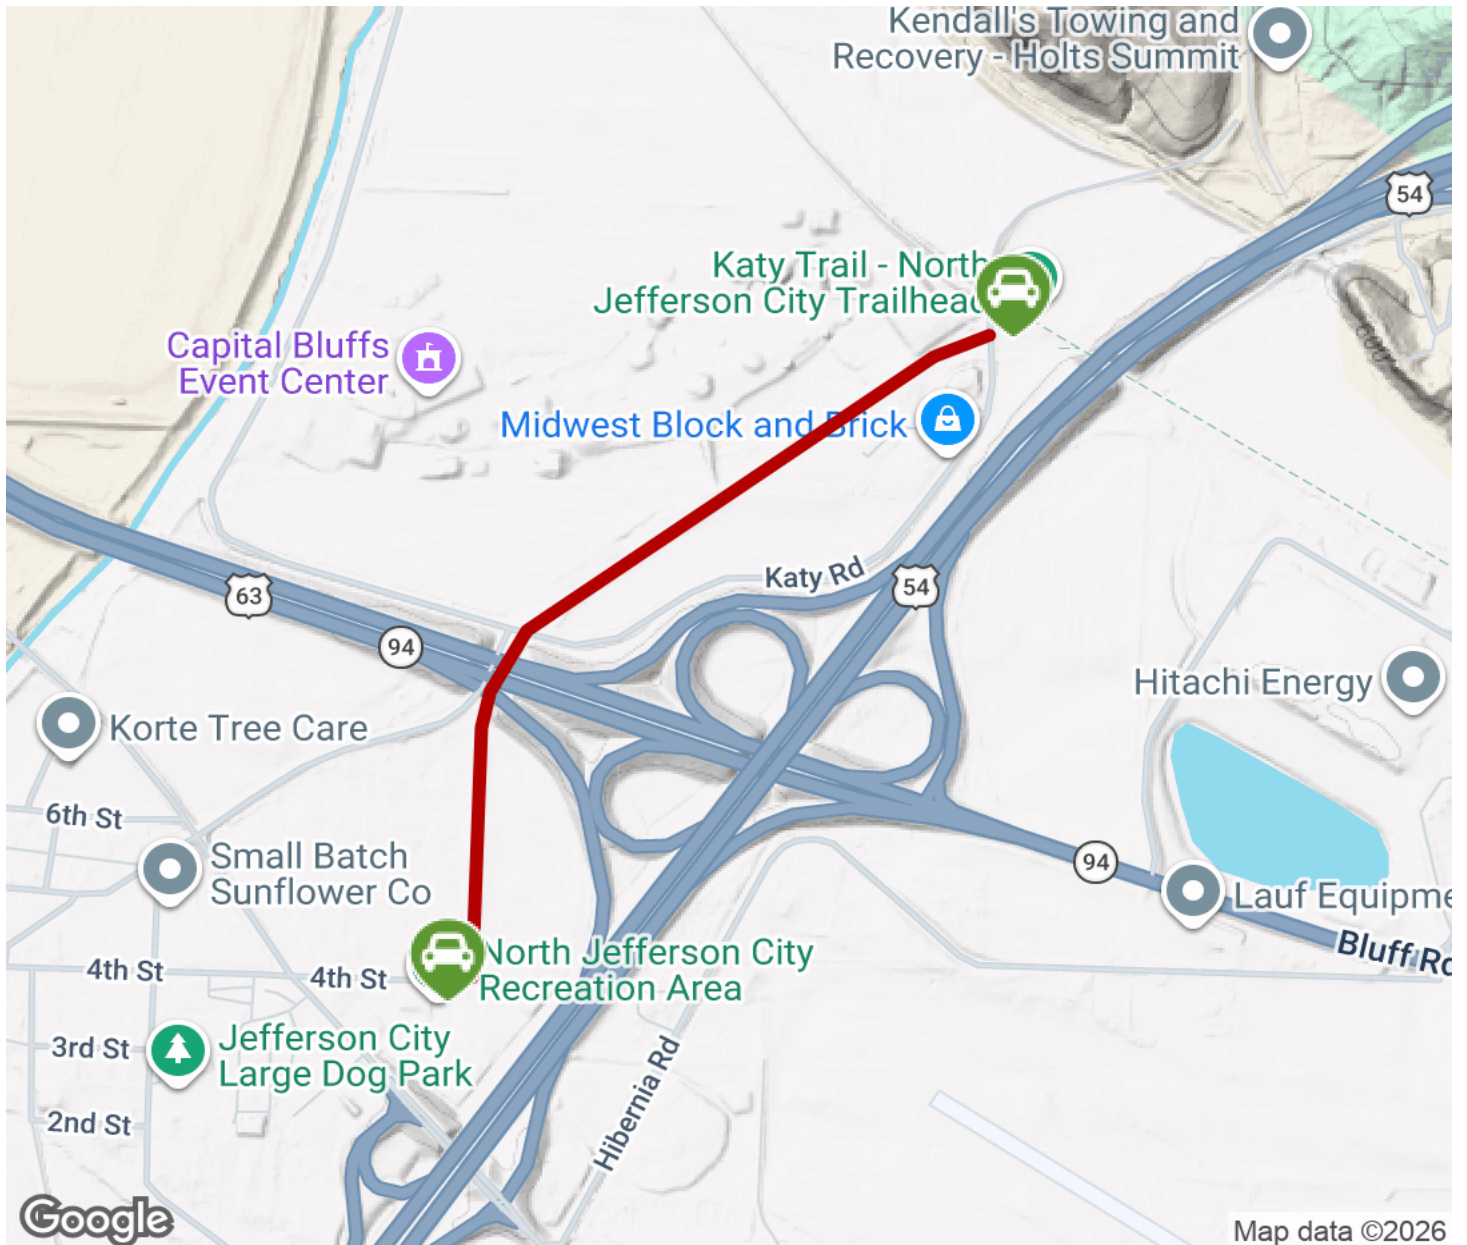 Kendall's Towing and
Recovery - Holts Summit
54
Katy Trail - North
Jefferson City Trailhead
Capital Bluffs
Event Center
Midwest Block and Brick
Katy Rd
54
63
94
Hitachi Energy
Korte Tree Care
6th St
Small Batch
Sunflower Co
94
Lauf Equipme
Bluff Rd
North Jefferson City
Recreation Area
4th St
4th St
Jefferson City
Large Dog Park
3rd St
2nd St
Hibernia Rd
Google
Map data ©2026